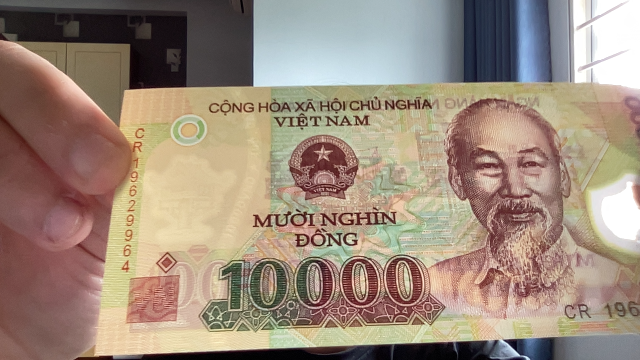 CỘNG HÒA XÃ HỘI CHỦ NGHĨA
VIỆT NAM
CR 19629964
MƯỜI NGHÌN
ĐỒNG
10000
CR 196